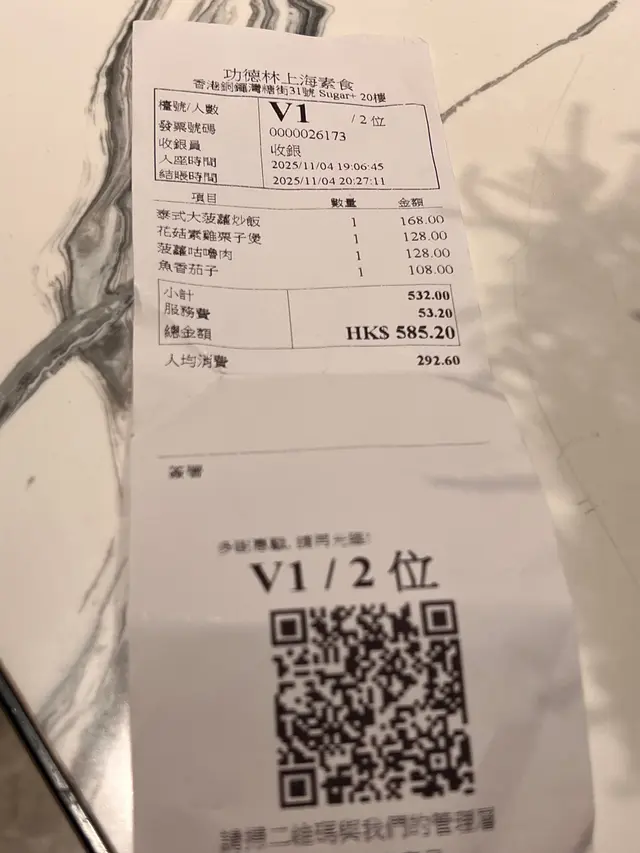 功德林上海素食
香港銅鑼灣糖街31號 Sugar+ 20樓
檯號/人數 V1 / 2 位
發票號碼 0000026173
收銀員 收銀
入座時間 2025/11/04 19:06:45
結賬時間 2025/11/04 20:27:11
項目 數量 金額
泰式大菠蘿炒飯 1 168.00
花菇素雞栗子煲 1 128.00
菠蘿咕嚕肉 1 128.00
魚香茄子 1 108.00
小計 532.00
服務費 53.20
總金額 HK$ 585.20
人均消費 292.60
簽署
多謝惠顧, 請再光臨!
V1 / 2 位
請掃二維碼與我們的管理層